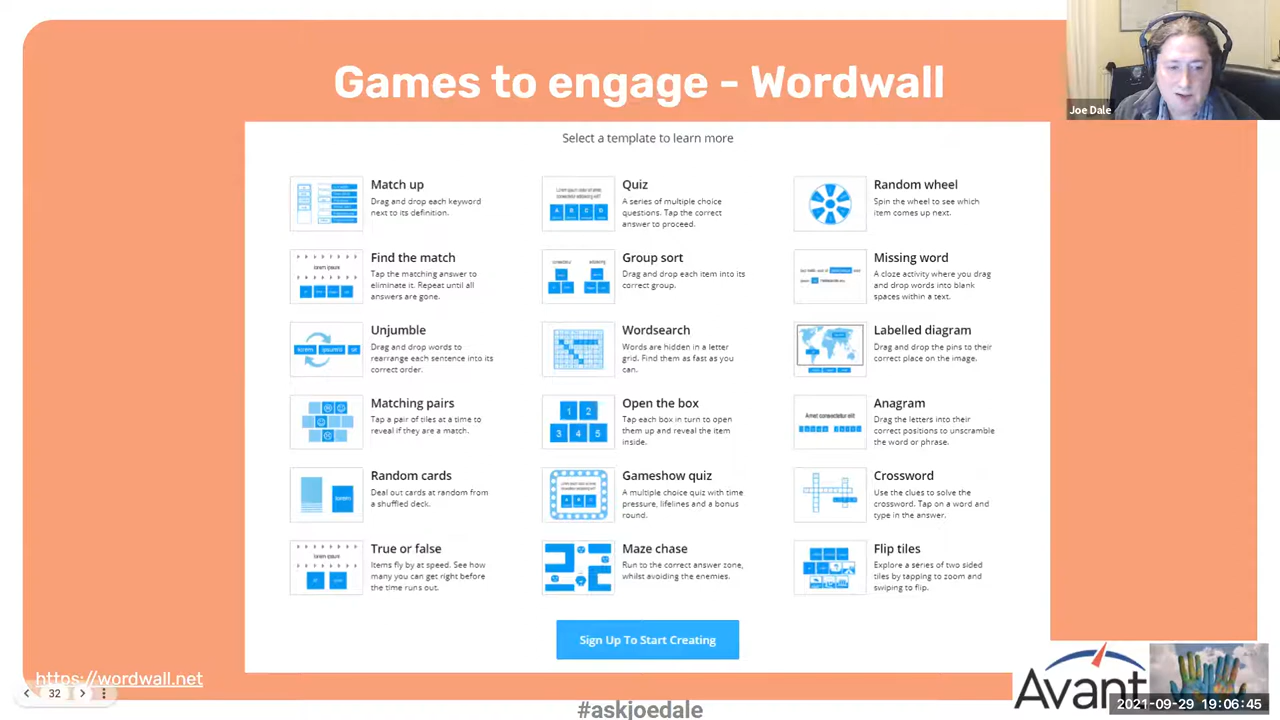 Games to engage - Wordwall
Joe Dale
Select a template to learn more
Match up
Drag and drop each keyword
next to its definition.
Quiz
A series of multiple choice
questions. Tap the correct
answer to proceed.
Random wheel
Spin the wheel to see which
item comes up next.
Find the match
Tap the matching answer to
eliminate it. Repeat until all
answers are gone.
Group sort
Drag and drop each item into its
correct group.
Missing word
A cloze activity where you drag
and drop words into blank
spaces within a text.
Unjumble
Drag and drop words to
rearrange each sentence into its
correct order.
Wordsearch
Words are hidden in a letter
grid. Find them as fast as you
can.
Labelled diagram
Drag and drop the pins to their
correct place on the image.
Matching pairs
Tap a pair of tiles at a time to
reveal if they are a match.
1 2
3 4 5
Open the box
Tap each box in turn to open
them up and reveal the item
inside.
Anagram
Drag the letters into their
correct positions to unscramble
the word or phrase.
Random cards
Deal out cards at random from
a shuffled deck.
Gameshow quiz
A multiple choice quiz with time
pressure, lifelines and a bonus
round.
Crossword
Use the clues to solve the
crossword. Tap on a word and
type in the answer.
True or false
Items fly by at speed. See how
many you can get right before
the time runs out.
Maze chase
Run to the correct answer zone,
whilst avoiding the enemies.
Flip tiles
Explore a series of two sided
tiles by tapping to zoom and
swiping to flip.
Sign Up To Start Creating
https://wordwall.net
32
Avant
2021-09-29 19:06:45
#askjoedale